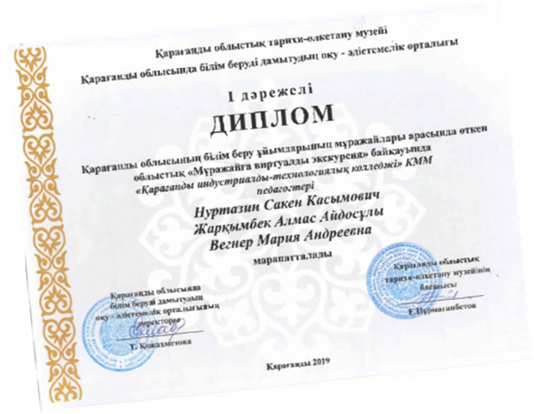 Қарағанды облыстық тарихи-өлкетану музейі
Қарағанды облысында білім беруді дамытудың оқу - әдістемелік орталығы
І дәрежелі
ДИПЛОМ
Қарағанды облысының білім беру ұйымдарының мұражайлары арасында өткен
облыстық «Мұражайға виртуалды экскурсия» байқауында
«Қарағанды индустриалды-технологиялық колледжі» КММ
педагогтері
Нуртазин Сакен Касымович
Жарқымбек Алмас Айдосұлы
Вегнер Мария Андреевна
марапатталады
Қарағанды облысында
білім беруді дамытудың
оқу - әдістемелік орталығының
директоры
Қарағанды облыстық
тарихи-өлкетану музейінің
басшысы
Қарағанды 2019